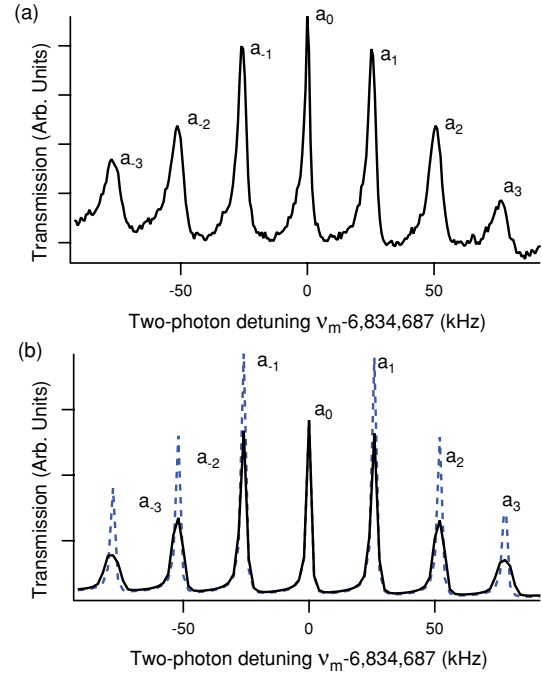 (a)
a₀
a₋₁
a₁
a₋₂
a₂
a₋₃
a₃
Transmission (Arb. Units)
-50
0
50
Two-photon detuning νₘ-6,834,687 (kHz)
(b)
a₋₁
a₁
a₀
a₋₂
a₂
a₋₃
a₃
Transmission (Arb. Units)
-50
0
50
Two-photon detuning νₘ-6,834,687 (kHz)